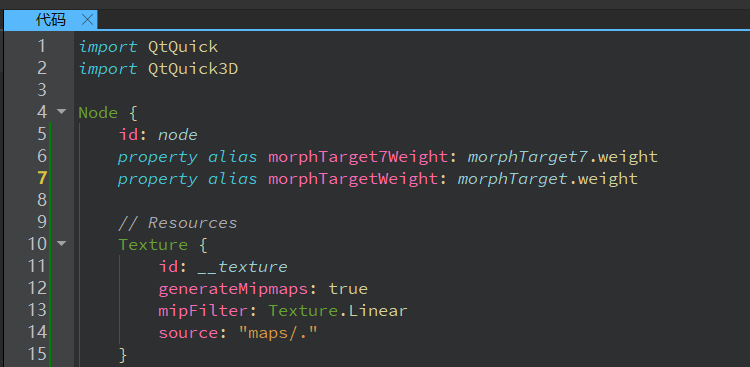 代码
1 import QtQuick
2 import QtQuick3D
3
4 Node {
5 id: node
6 property alias morphTarget7Weight: morphTarget7.weight
7 property alias morphTargetWeight: morphTarget.weight
8
9 // Resources
10 Texture {
11 id: __texture
12 generateMipmaps: true
13 mipFilter: Texture.Linear
14 source: "maps/."
15 }